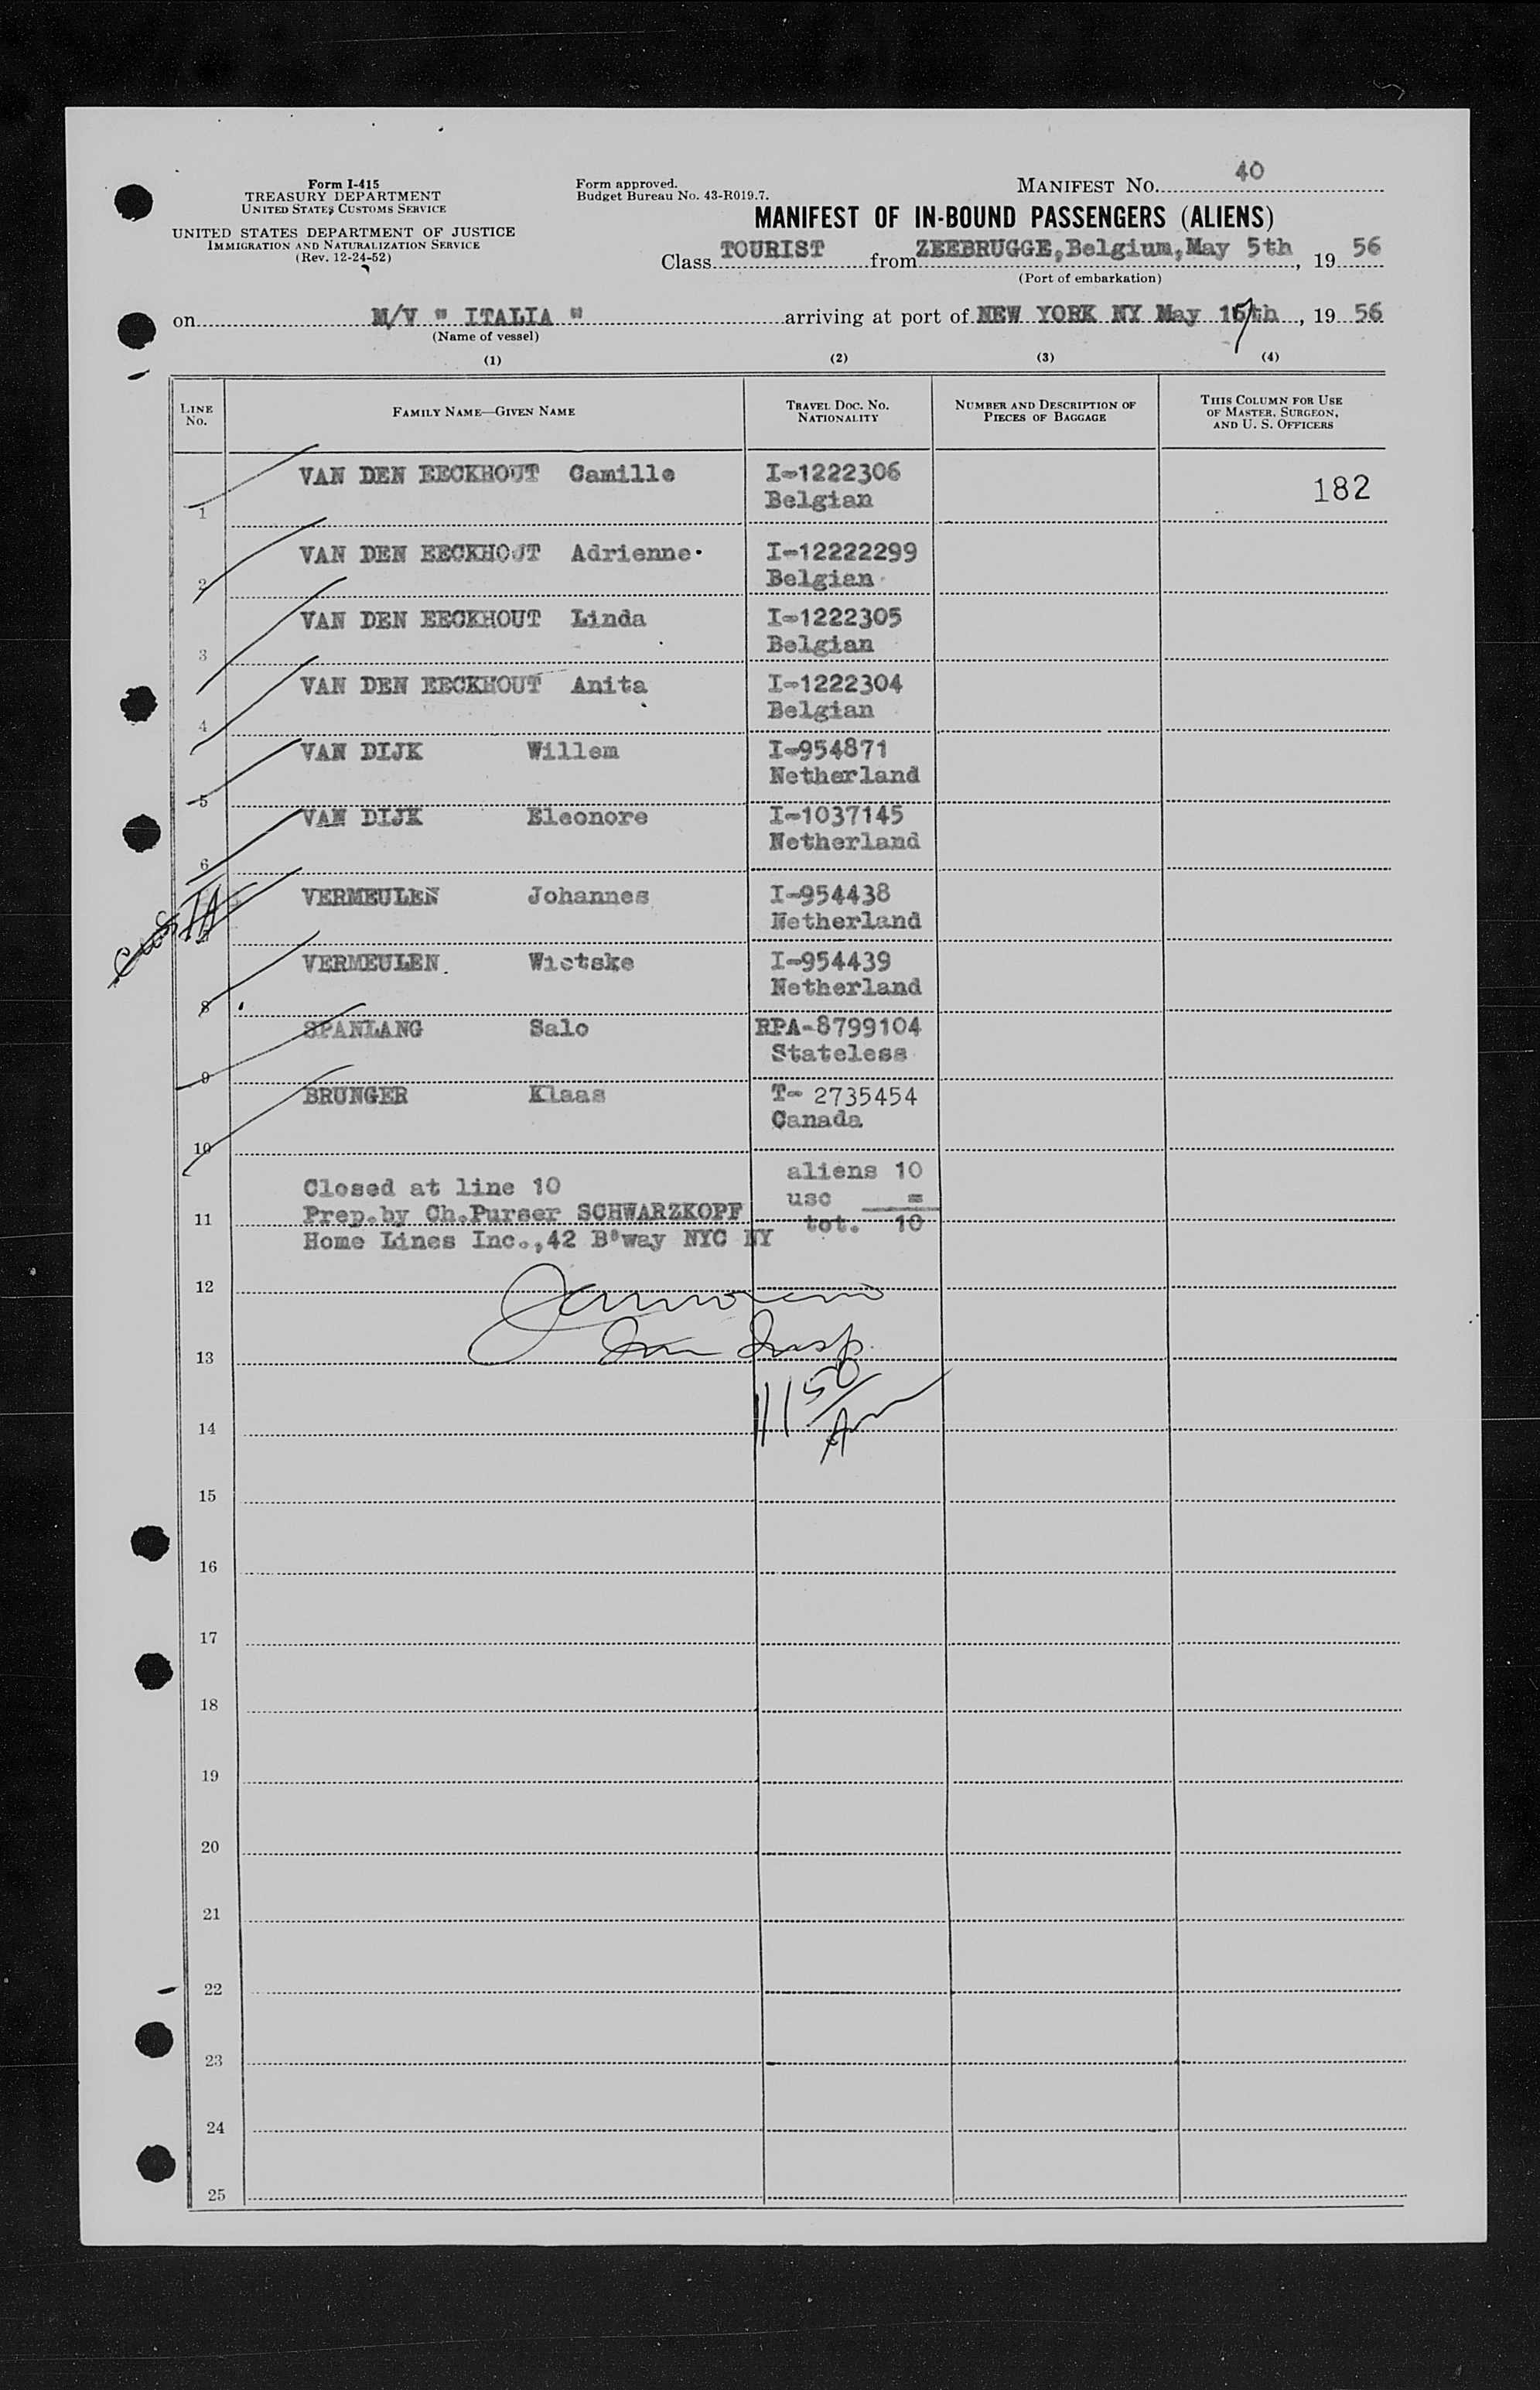 Form I-415
TREASURY DEPARTMENT
UNITED STATES CUSTOMS SERVICE
UNITED STATES DEPARTMENT OF JUSTICE
IMMIGRATION AND NATURALIZATION SERVICE
(Rev. 12-24-52)
Form approved.
Budget Bureau No. 43-R019.7.
MANIFEST NO. 40
MANIFEST OF IN-BOUND PASSENGERS (ALIENS)
Class TOURIST from ZEEBRUGGE, Belgium, May 5th, 19 56
(Port of embarkation)
on M/V " ITALIA " arriving at port of NEW YORK NY May 15th, 19 56
(Name of vessel)
(1) (2) (3) (4)
LINE NO. FAMILY NAME—GIVEN NAME TRAVEL DOC. NO. NATIONALITY NUMBER AND DESCRIPTION OF PIECES OF BAGGAGE THIS COLUMN FOR USE OF MASTER, SURGEON, AND U. S. OFFICERS
1 VAN DEN EECKHOUT Camille I-1222306 182
Belgian
2 VAN DEN EECKHOUT Adrienne I-12222299
Belgian
3 VAN DEN EECKHOUT Linda I-1222305
Belgian
4 VAN DEN EECKHOUT Anita I-1222304
Belgian
5 VAN DIJK Willem I-954871
Netherland
6 VAN DIJK Eleonore I-1037145
Netherland
VERMEULEN Johannes I-954438
Netherland
8 VERMEULEN Wietske I-954439
Netherland
9 SPANLANG Salo RPA-8799104
Stateless
10 BRUNGER Klaas T- 2735454
Canada
Closed at line 10 aliens 10
11 Prep.by Ch.Purser SCHWARZKOPF usc =
Home Lines Inc.,42 B'way NYC NY tot. 10
12
13 Insp.
1150
14
15
16
17
18
19
20
21
22
23
24
25